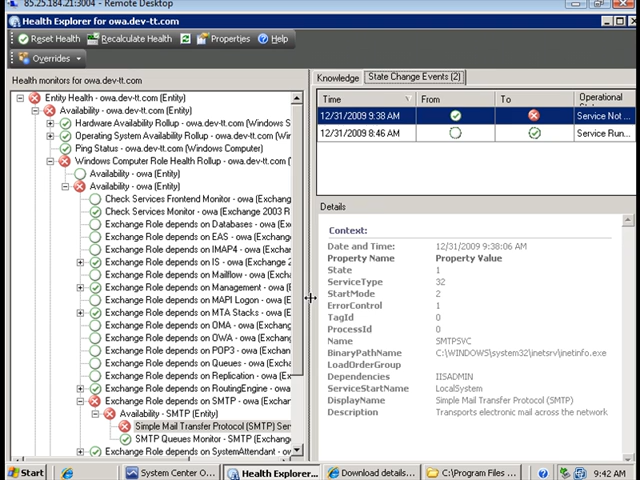 85.25.184.21:3004 - Remote Desktop
Health Explorer for owa.dev-tt.com
Reset Health Recalculate Health Properties Help
Overrides
Health monitors for owa.dev-tt.com
Entity Health - owa.dev-tt.com (Entity)
Availability - owa.dev-tt.com (Entity)
Hardware Availability Rollup - owa.dev-tt.com (Windows S
Operating System Availability Rollup - owa.dev-tt.com (Wi
Ping Status - owa.dev-tt.com (Windows Computer)
Windows Computer Role Health Rollup - owa.dev-tt.com (
Availability - owa (Entity)
Availability - owa (Entity)
Check Services Frontend Monitor - owa (Exchang
Check Services Monitor - owa (Exchange 2003 R
Exchange Role depends on Databases - owa (Ex
Exchange Role depends on EAS - owa (Exchang
Exchange Role depends on IMAP4 - owa (Excha
Exchange Role depends on IS - owa (Exchange 2
Exchange Role depends on Mailflow - owa (Excha
Exchange Role depends on Management - owa (
Exchange Role depends on MAPI Logon - owa (E
Exchange Role depends on MTA Stacks - owa (E
Exchange Role depends on OMA - owa (Exchang
Exchange Role depends on OWA - owa (Exchang
Exchange Role depends on POP3 - owa (Exchan
Exchange Role depends on Queues - owa (Excha
Exchange Role depends on Replication - owa (Ex
Exchange Role depends on RoutingEngine - owa
Exchange Role depends on SMTP - owa (Exchan
Availability - SMTP (Entity)
Simple Mail Transfer Protocol (SMTP) Ser
SMTP Queues Monitor - SMTP (Exchang
Exchange Role depends on SystemAttendant - o
Knowledge State Change Events (2)
Time From To Operational
12/31/2009 9:38 AM Service Not ...
12/31/2009 8:46 AM Service Run...
Details
Context:
Date and Time: 12/31/2009 9:38:06 AM
Property Name Property Value
State 1
ServiceType 32
StartMode 2
ErrorControl 1
TagId 0
ProcessId 0
Name SMTPSVC
BinaryPathName C:\WINDOWS\system32\inetsrv\inetinfo.exe
LoadOrderGroup
Dependencies IISADMIN
ServiceStartName LocalSystem
DisplayName Simple Mail Transfer Protocol (SMTP)
Description Transports electronic mail across the network
Start System Center O... Health Explorer... Download details... C:\Program Files ... 9:42 AM